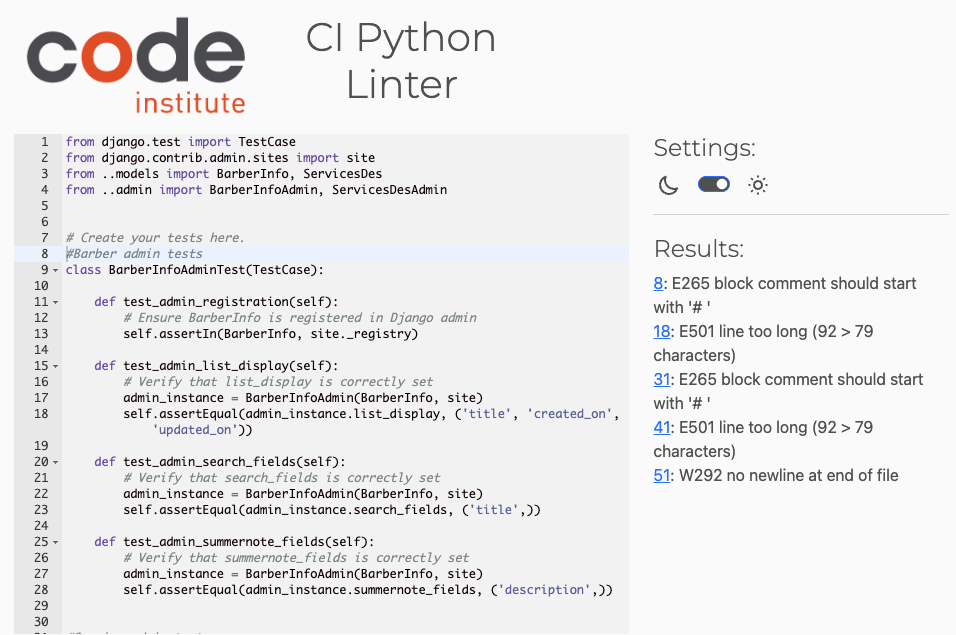 code
institute
CI Python
Linter
1 from django.test import TestCase
2 from django.contrib.admin.sites import site
3 from ..models import BarberInfo, ServicesDes
4 from ..admin import BarberInfoAdmin, ServicesDesAdmin
5
6
7 # Create your tests here.
8 #Barber admin tests
9 class BarberInfoAdminTest(TestCase):
10
11     def test_admin_registration(self):
12         # Ensure BarberInfo is registered in Django admin
13         self.assertIn(BarberInfo, site._registry)
14
15     def test_admin_list_display(self):
16         # Verify that list_display is correctly set
17         admin_instance = BarberInfoAdmin(BarberInfo, site)
18         self.assertEqual(admin_instance.list_display, ('title', 'created_on',
'updated_on'))
19
20     def test_admin_search_fields(self):
21         # Verify that search_fields is correctly set
22         admin_instance = BarberInfoAdmin(BarberInfo, site)
23         self.assertEqual(admin_instance.search_fields, ('title',))
24
25     def test_admin_summernote_fields(self):
26         # Verify that summernote_fields is correctly set
27         admin_instance = BarberInfoAdmin(BarberInfo, site)
28         self.assertEqual(admin_instance.summernote_fields, ('description',))
29
30
Settings:
Results:
8: E265 block comment should start
with '# '
18: E501 line too long (92 > 79
characters)
31: E265 block comment should start
with '# '
41: E501 line too long (92 > 79
characters)
51: W292 no newline at end of file